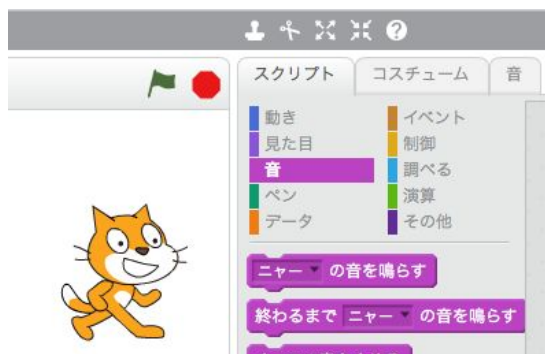 スクリプト コスチューム 音
動き イベント
見た目 制御
音 調べる
ペン 演算
データ その他
ニャー の音を鳴らす
終わるまで ニャー の音を鳴らす